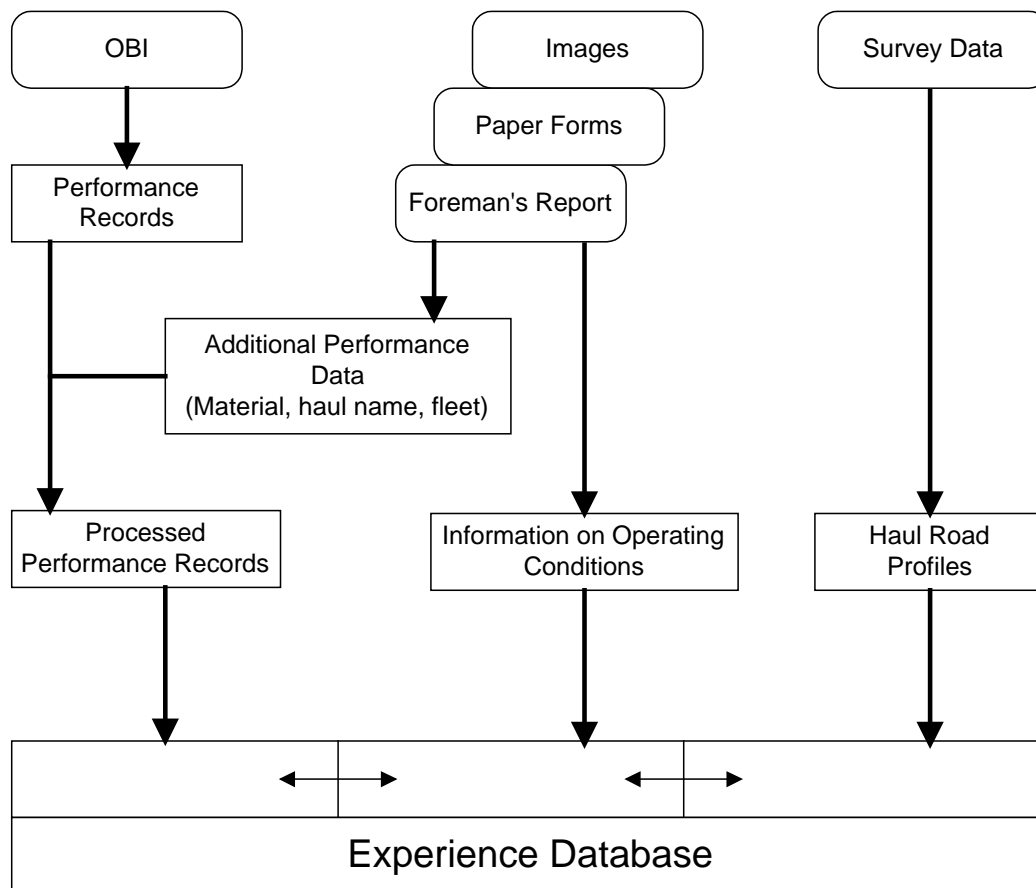 OBI
Images
Survey Data
Paper Forms
Performance
Records
Foreman's Report
Additional Performance
Data
(Material, haul name, fleet)
Processed
Performance Records
Information on Operating
Conditions
Haul Road
Profiles
Experience Database